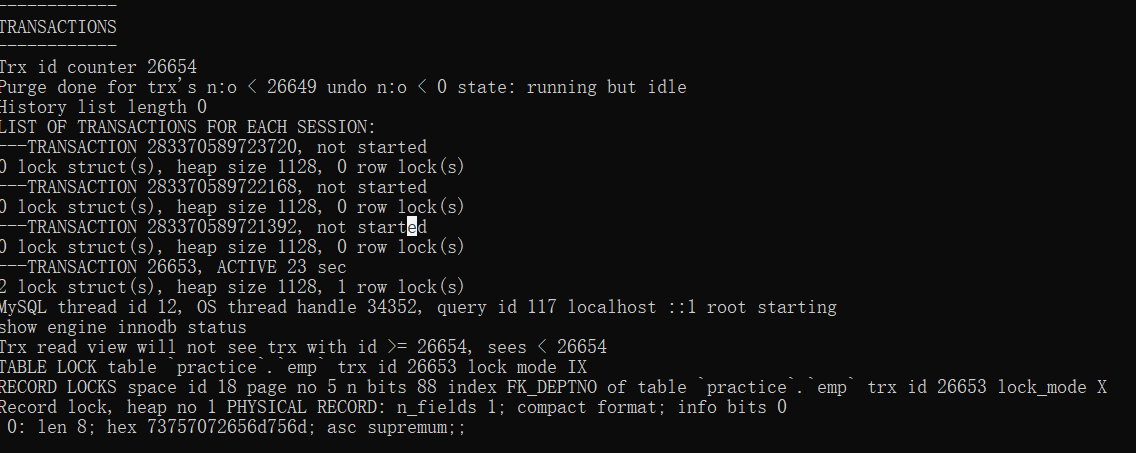 ------------
TRANSACTIONS
------------
Trx id counter 26654
Purge done for trx's n:o < 26649 undo n:o < 0 state: running but idle
History list length 0
LIST OF TRANSACTIONS FOR EACH SESSION:
---TRANSACTION 283370589723720, not started
0 lock struct(s), heap size 1128, 0 row lock(s)
---TRANSACTION 283370589722168, not started
0 lock struct(s), heap size 1128, 0 row lock(s)
---TRANSACTION 283370589721392, not started
0 lock struct(s), heap size 1128, 0 row lock(s)
---TRANSACTION 26653, ACTIVE 23 sec
2 lock struct(s), heap size 1128, 1 row lock(s)
MySQL thread id 12, OS thread handle 34352, query id 117 localhost ::1 root starting
show engine innodb status
Trx read view will not see trx with id >= 26654, sees < 26654
TABLE LOCK table `practice`.`emp` trx id 26653 lock mode IX
RECORD LOCKS space id 18 page no 5 n bits 88 index FK_DEPTNO of table `practice`.`emp` trx id 26653 lock_mode X
Record lock, heap no 1 PHYSICAL RECORD: n_fields 1; compact format; info bits 0
 0: len 8; hex 73757072656d756d; asc supremum;;